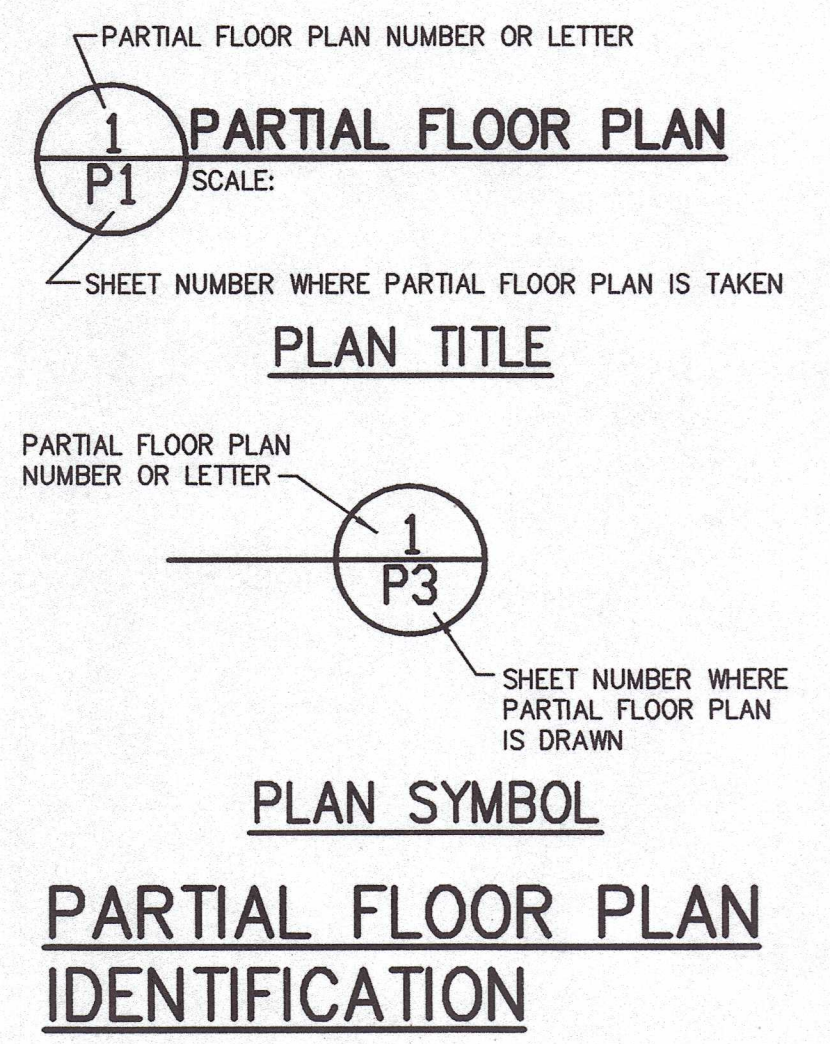 PARTIAL FLOOR PLAN NUMBER OR LETTER
1
PARTIAL FLOOR PLAN
P1
SCALE:
SHEET NUMBER WHERE PARTIAL FLOOR PLAN IS TAKEN
PLAN TITLE
PARTIAL FLOOR PLAN
NUMBER OR LETTER
1
P3
SHEET NUMBER WHERE
PARTIAL FLOOR PLAN
IS DRAWN
PLAN SYMBOL
PARTIAL FLOOR PLAN
IDENTIFICATION